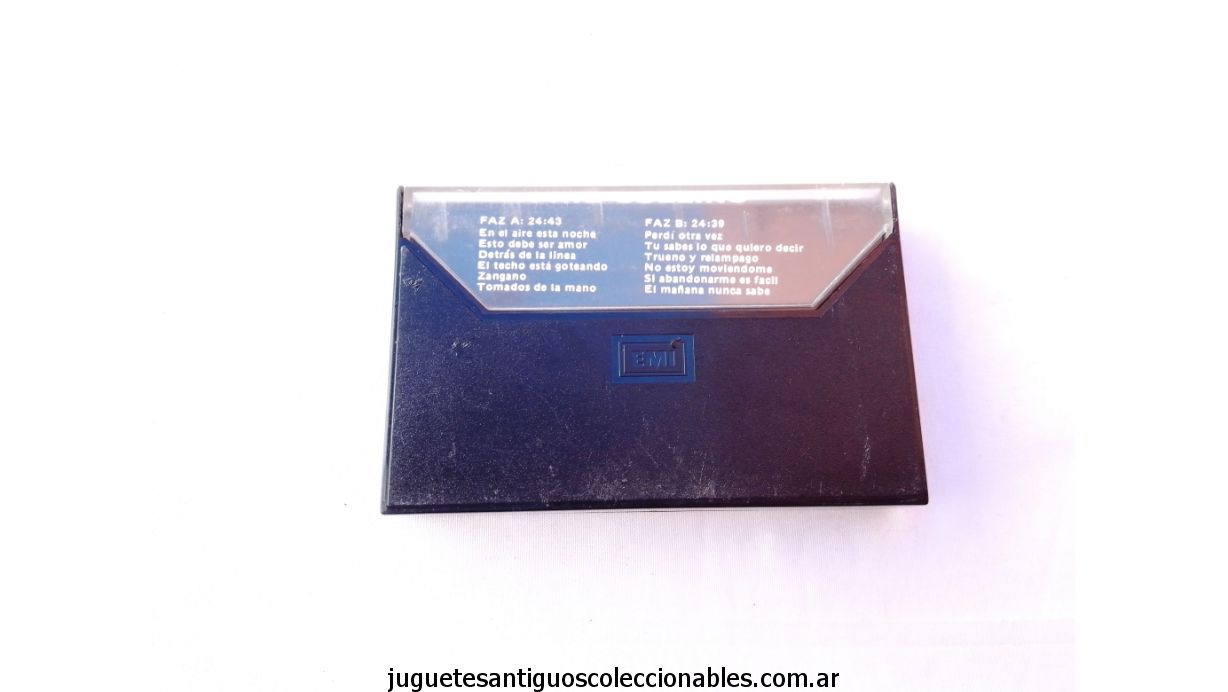 FAZ A: 24:43
En el aire esta noche
Esto debe ser amor
Detrás de la linea
El techo está goteando
Zangano
Tomados de la mano
FAZ B: 24:39
Perdí otra vez
Tu sabes lo que quiero decir
Trueno y relampago
No estoy moviendome
Si abandonarme es facil
El mañana nunca sabe
EMI
juguetesantiguoscoleccionables.com.ar